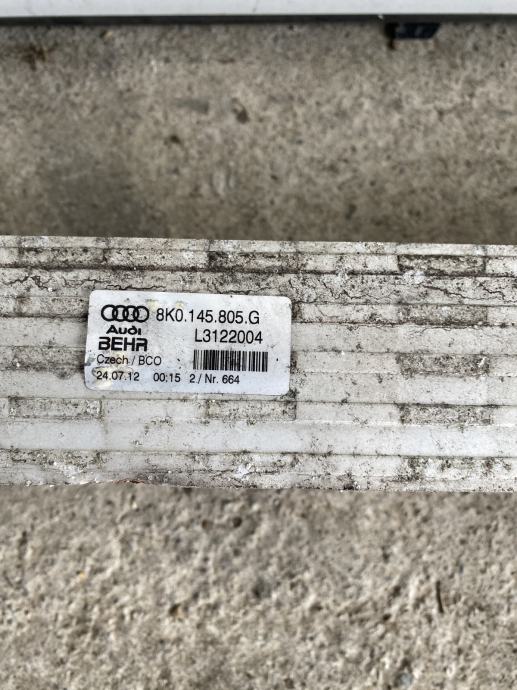 8K0.145.805.G
Audi
L3122004
BEHR
Czech / BCO
24.07.12 00:15 2 / Nr. 664